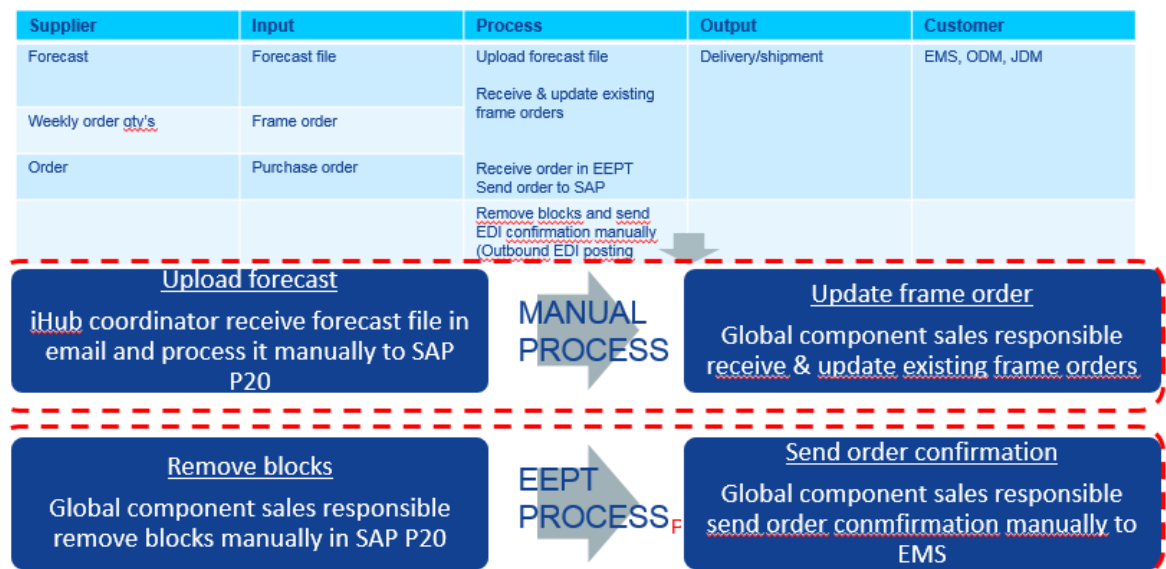 Supplier Input Process Output Customer
Forecast Forecast file Upload forecast file Delivery/shipment EMS, ODM, JDM
Receive & update existing
frame orders
Weekly order qty's Frame order
Order Purchase order Receive order in EEPT
Send order to SAP
Remove blocks and send
EDI confirmation manually
(Outbound EDI posting
Upload forecast
iHub coordinator receive forecast file in
email and process it manually to SAP
P20
MANUAL
PROCESS
Update frame order
Global component sales responsible
receive & update existing frame orders
Remove blocks
Global component sales responsible
remove blocks manually in SAP P20
EEPT
PROCESS
P
Send order confirmation
Global component sales responsible
send order conmfirmation manually to
EMS